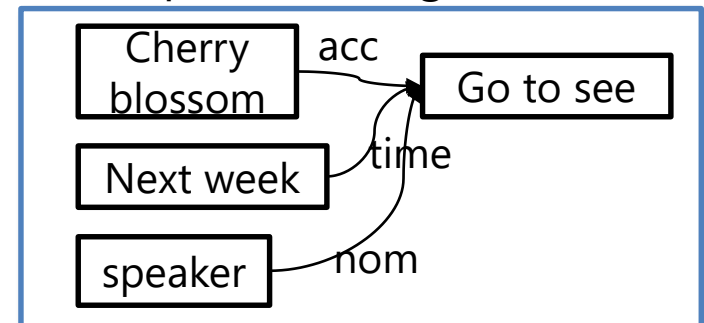 Cherry
blossom
acc
Go to see
Next week
time
speaker
nom